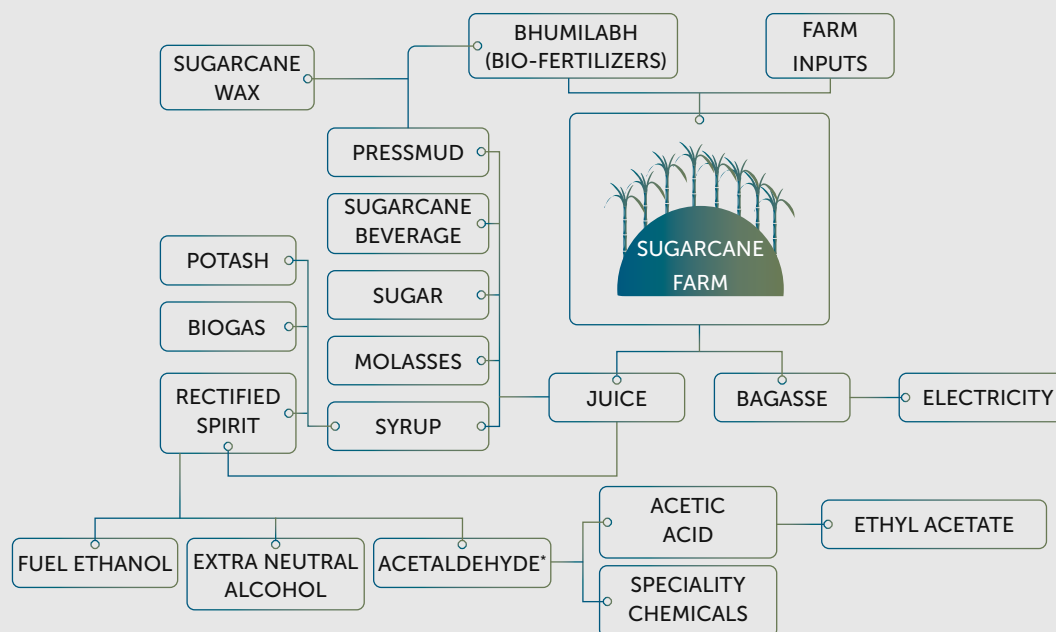 BHUMILABH
(BIO-FERTILIZERS)
FARM
INPUTS
SUGARCANE
WAX
PRESSMUD
SUGARCANE
BEVERAGE
POTASH
SUGARCANE
FARM
SUGAR
BIOGAS
MOLASSES
RECTIFIED
SPIRIT
JUICE
BAGASSE
ELECTRICITY
SYRUP
ACETIC
ACID
ETHYL ACETATE
FUEL ETHANOL
EXTRA NEUTRAL
ALCOHOL
ACETALDEHYDE*
SPECIALITY
CHEMICALS